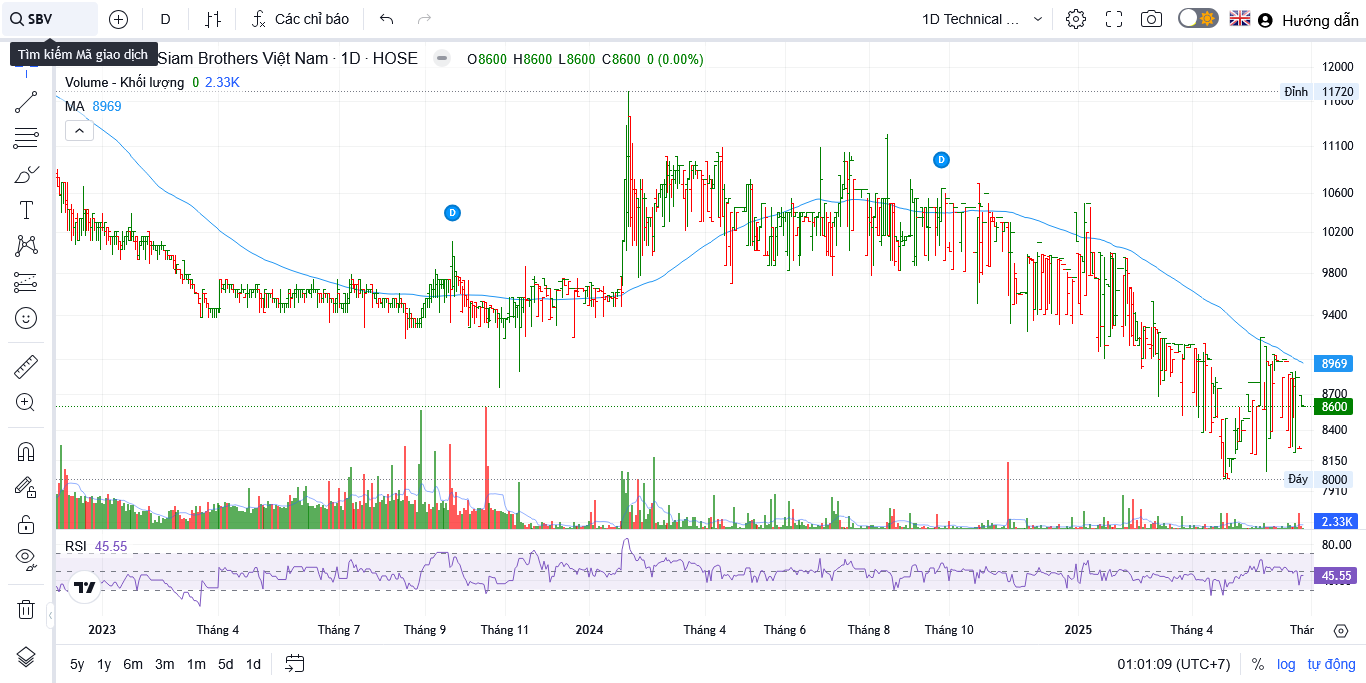 SBV D Các chỉ báo 1D Technical ... Hướng dẫn
Tìm kiếm Mã giao dịch
Siam Brothers Việt Nam · 1D · HOSE O8600 H8600 L8600 C8600 0 (0.00%)
Volume - Khối lượng 0 2.33K
MA 8969
12000
Đỉnh 11720
11600
11100
10600
10200
9800
9400
8969
8700
8600
8400
8150
Đáy 8000
7910
2.33K
D
D
RSI 45.55
80.00
45.55
2023 Tháng 4 Tháng 7 Tháng 9 Tháng 11 2024 Tháng 4 Tháng 6 Tháng 8 Tháng 10 2025 Tháng 4 Thár
5y 1y 6m 3m 1m 5d 1d 01:01:09 (UTC+7) % log tự động